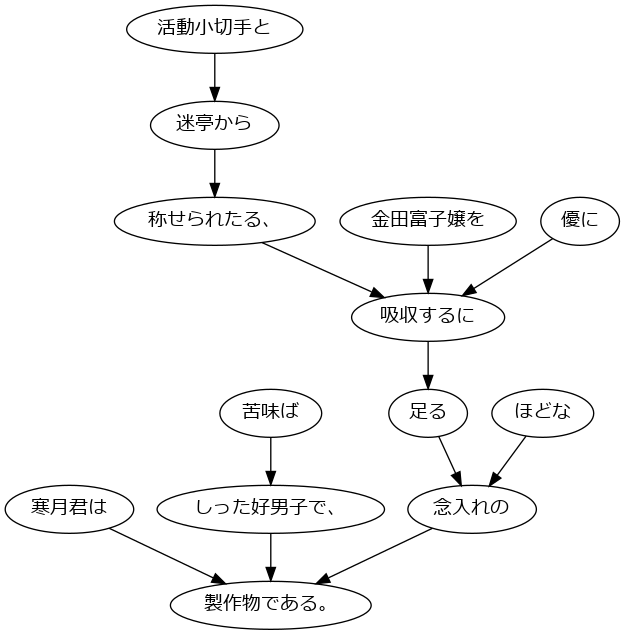 活動小切手と
迷亭から
称せられたる、
金田富子嬢を
優に
吸収するに
苦味ば
足る
ほどな
寒月君は
しった好男子で、
念入れの
製作物である。